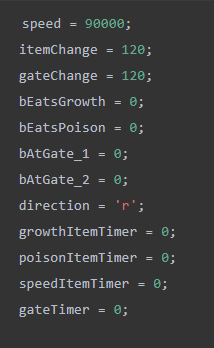 speed = 90000;
itemChange = 120;
gateChange = 120;
bEatsGrowth = 0;
bEatsPoison = 0;
bAtGate_1 = 0;
bAtGate_2 = 0;
direction = 'r';
growthItemTimer = 0;
poisonItemTimer = 0;
speedItemTimer = 0;
gateTimer = 0;